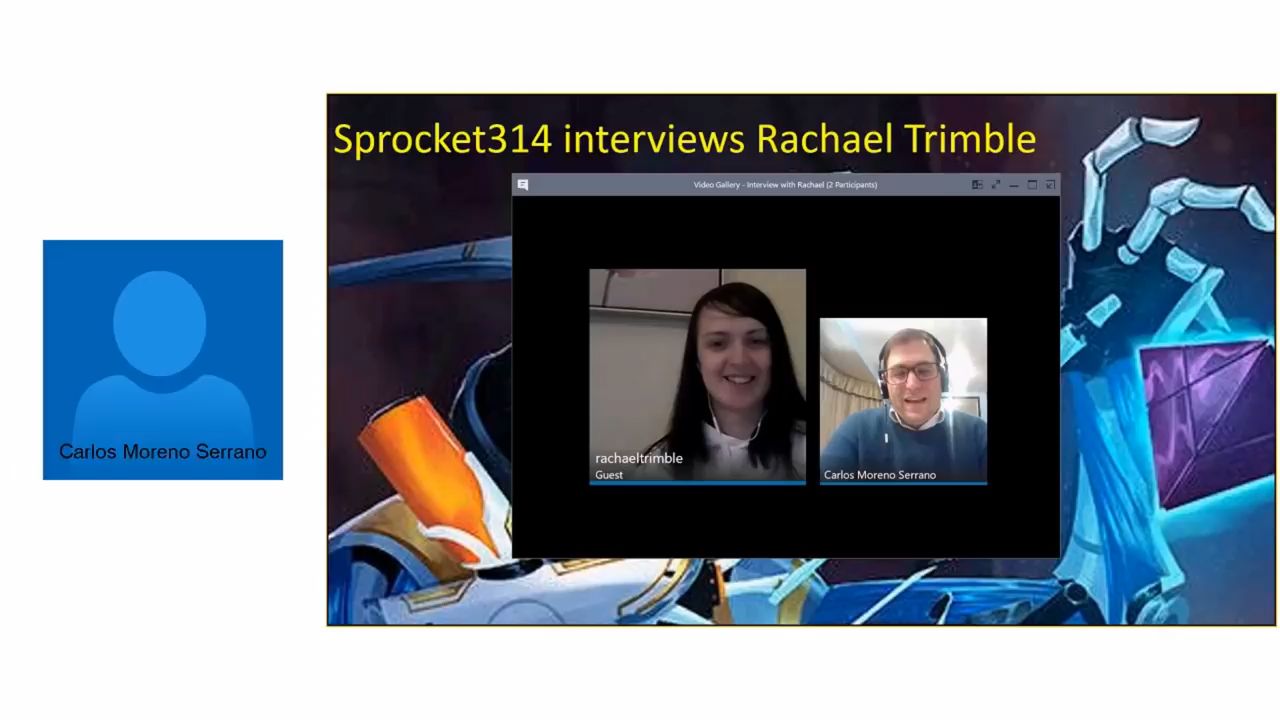 Sprocket314 interviews Rachael Trimble
Video Gallery - Interview with Rachael (2 Participants)
Carlos Moreno Serrano
rachaeltrimble
Guest
Carlos Moreno Serrano